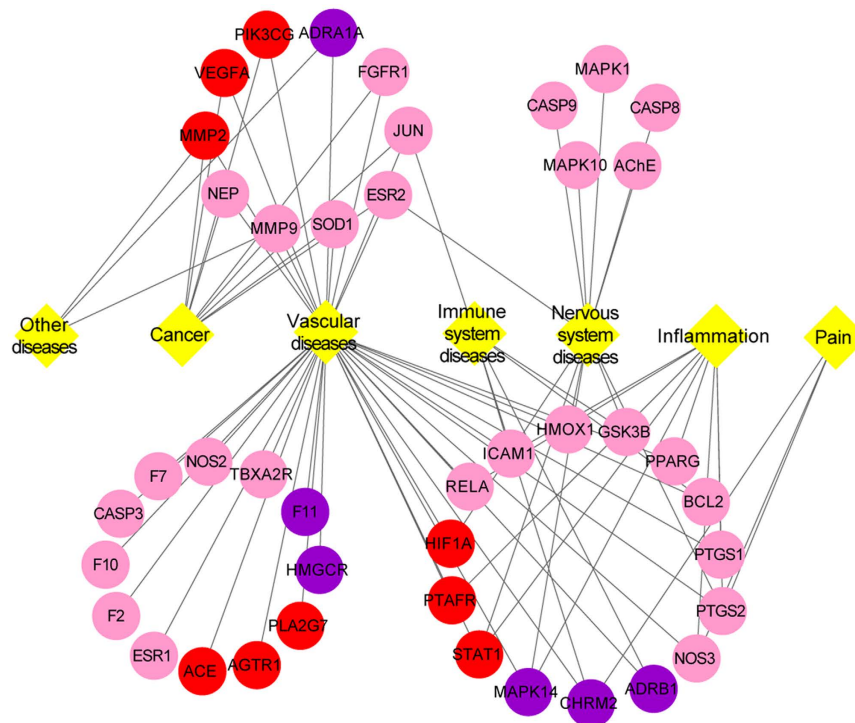 PIK3CG
ADRA1A
VEGFA
FGFR1
MAPK1
CASP9
CASP8
MMP2
JUN
MAPK10
AChE
NEP
ESR2
MMP9
SOD1
Other
diseases
Cancer
Vascular
diseases
Immune
system
diseases
Nervous
system
diseases
Inflammation
Pain
HMOX1
GSK3B
ICAM1
NOS2
F7
TBXA2R
PPARG
RELA
BCL2
CASP3
F11
HIF1A
PTGS1
F10
HMGCR
PTAFR
PTGS2
F2
PLA2G7
ESR1
STAT1
NOS3
ACE
AGTR1
MAPK14
CHRM2
ADRB1